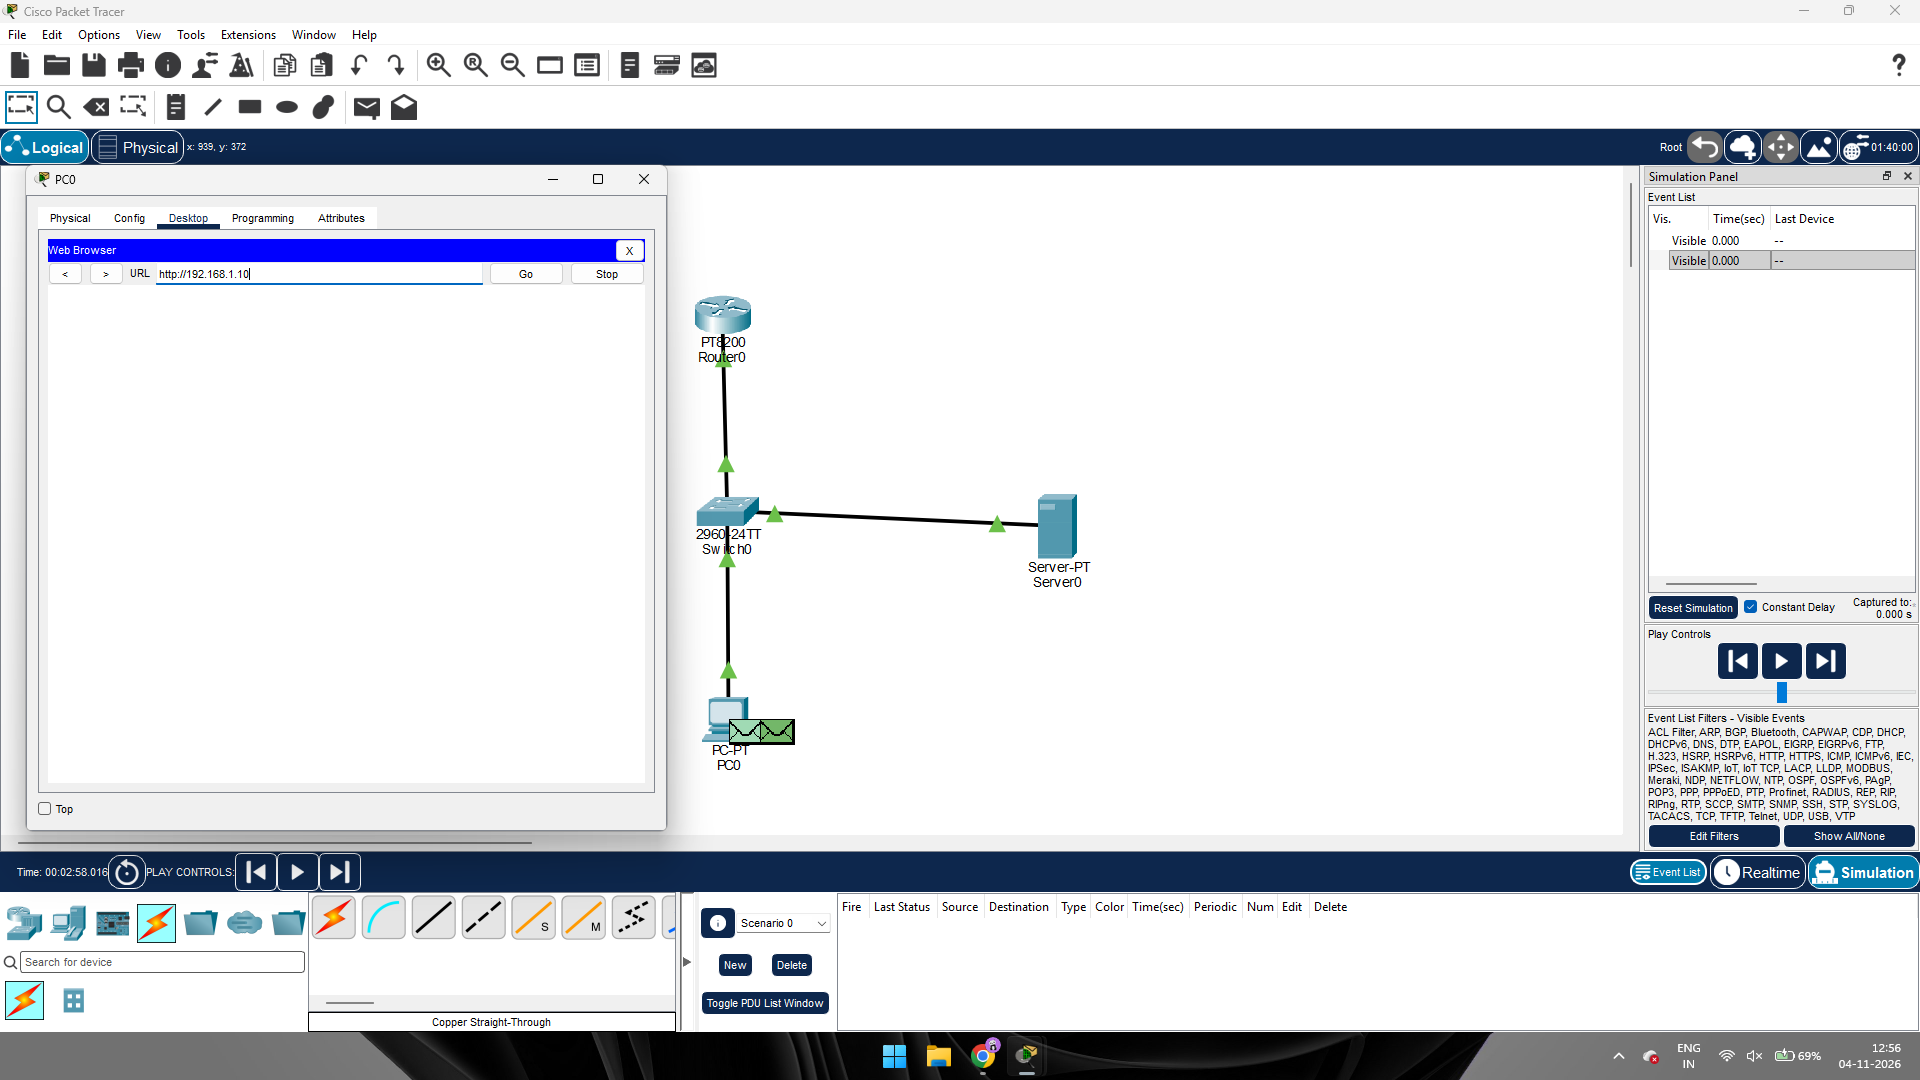 Cisco Packet Tracer
File Edit Options View Tools Extensions Window Help
Logical Physical x: 939, y: 372 Root 01:40:00
PC0
Physical Config Desktop Programming Attributes
Web Browser X
< > URL http://192.168.1.10 Go Stop
Top
PT8200
Router0
2960-24TT
Switch0
Server-PT
Server0
PC-PT
PC0
Simulation Panel
Event List
Vis. Time(sec) Last Device
Visible 0.000 --
Visible 0.000 --
Reset Simulation Constant Delay Captured to:
0.000 s
Play Controls
Event List Filters - Visible Events
ACL Filter, ARP, BGP, Bluetooth, CAPWAP, CDP, DHCP,
DHCPv6, DNS, DTP, EAPOL, EIGRP, EIGRPv6, FTP,
H.323, HSRP, HSRPv6, HTTP, HTTPS, ICMP, ICMPv6, IEC,
IPSec, ISAKMP, IoT, IoT TCP, LACP, LLDP, MODBUS,
Meraki, NDP, NETFLOW, NTP, OSPF, OSPFv6, PAgP,
POP3, PPP, PPPoED, PTP, Profinet, RADIUS, REP, RIP,
RIPng, RTP, SCCP, SMTP, SNMP, SSH, STP, SYSLOG,
TACACS, TCP, TFTP, Telnet, UDP, USB, VTP
Edit Filters Show All/None
Time: 00:02:58.016 PLAY CONTROLS: Event List Realtime Simulation
S M
Search for device
Copper Straight-Through
Scenario 0
New Delete
Toggle PDU List Window
Fire Last Status Source Destination Type Color Time(sec) Periodic Num Edit Delete
ENG
IN
69%
12:56
04-11-2026